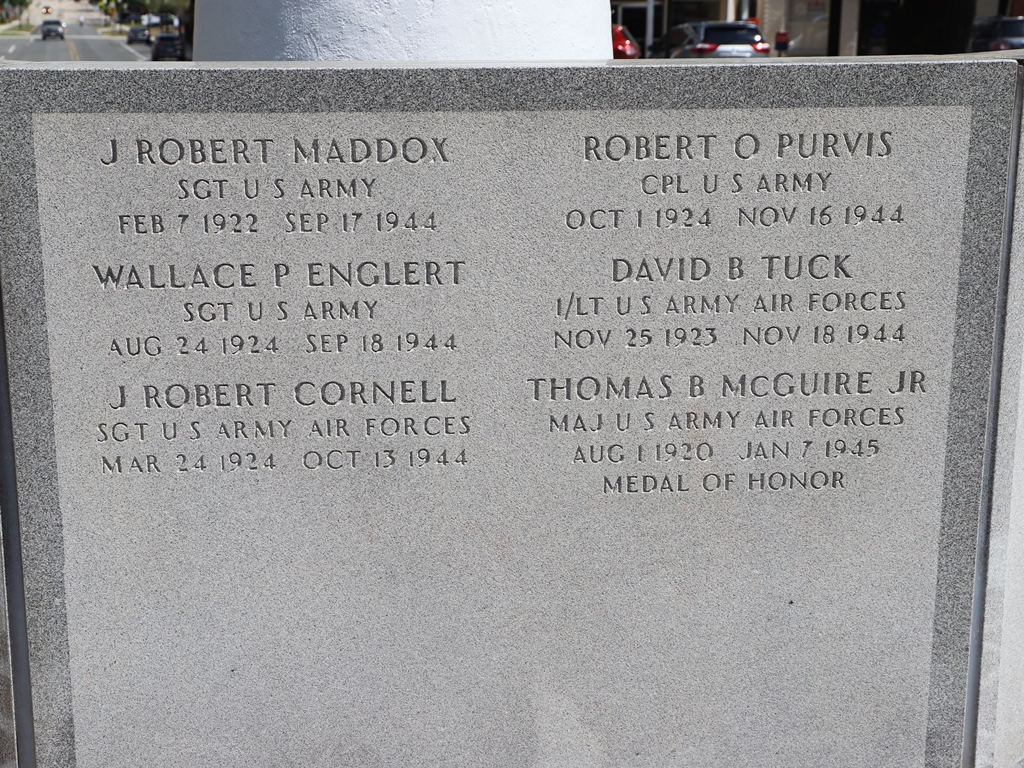 J ROBERT MADDOX
SGT U S ARMY
FEB 7 1922 SEP 17 1944
WALLACE P ENGLERT
SGT U S ARMY
AUG 24 1924 SEP 18 1944
J ROBERT CORNELL
SGT U S ARMY AIR FORCES
MAR 24 1924 OCT 13 1944
ROBERT O PURVIS
CPL U S ARMY
OCT 1 1924 NOV 16 1944
DAVID B TUCK
1/LT U S ARMY AIR FORCES
NOV 25 1923 NOV 18 1944
THOMAS B MCGUIRE JR
MAJ U S ARMY AIR FORCES
AUG 1 1920 JAN 7 1945
MEDAL OF HONOR